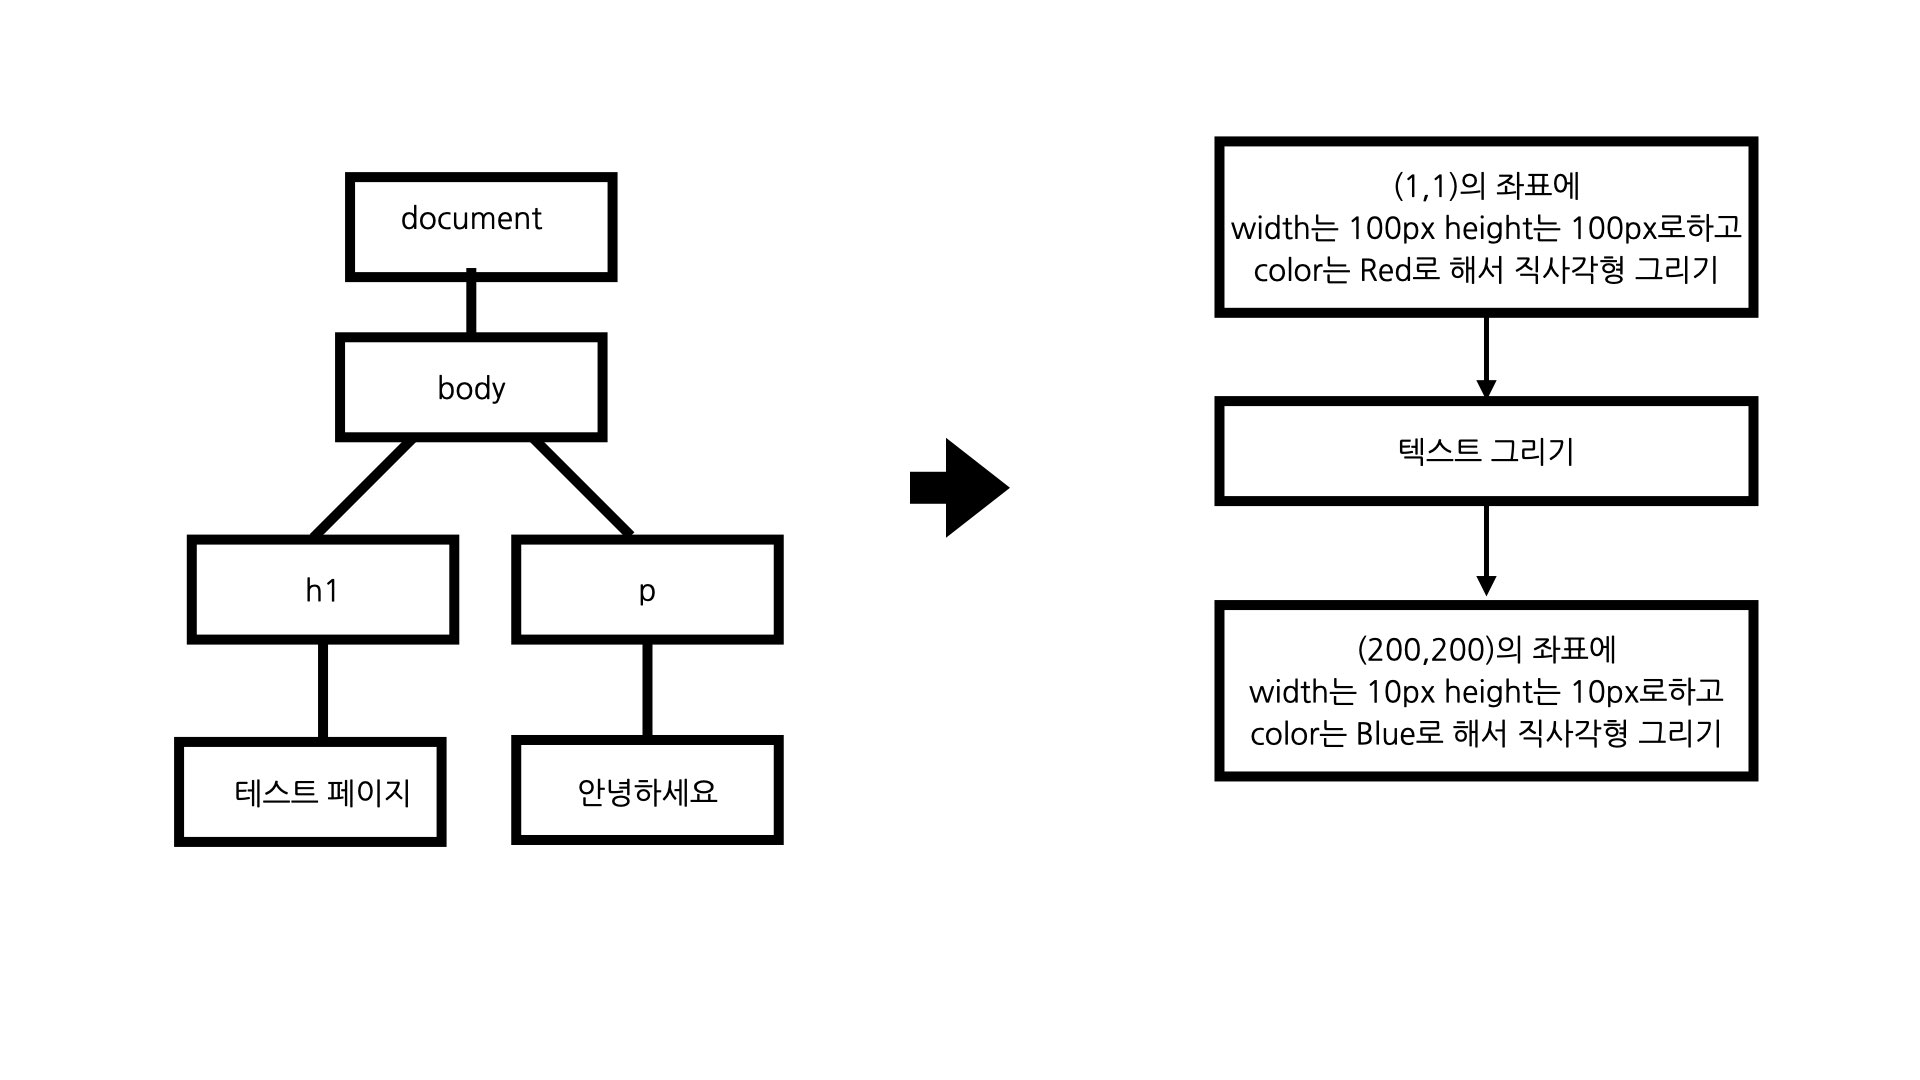 document
body
h1
p
테스트 페이지
안녕하세요
(1,1)의 좌표에
width는 100px height는 100px로하고
color는 Red로 해서 직사각형 그리기
텍스트 그리기
(200,200)의 좌표에
width는 10px height는 10px로하고
color는 Blue로 해서 직사각형 그리기